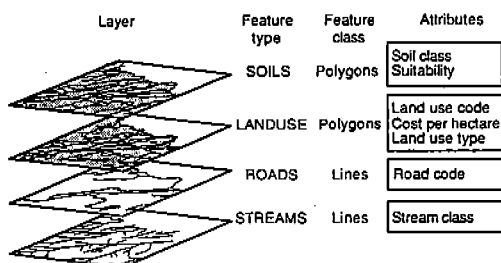 Layer Feature type Feature class Attributes
SOILS Polygons Soil class
Suitability
LANDUSE Polygons Land use code
Cost per hectare
Land use type
ROADS Lines Road code
STREAMS Lines Stream class